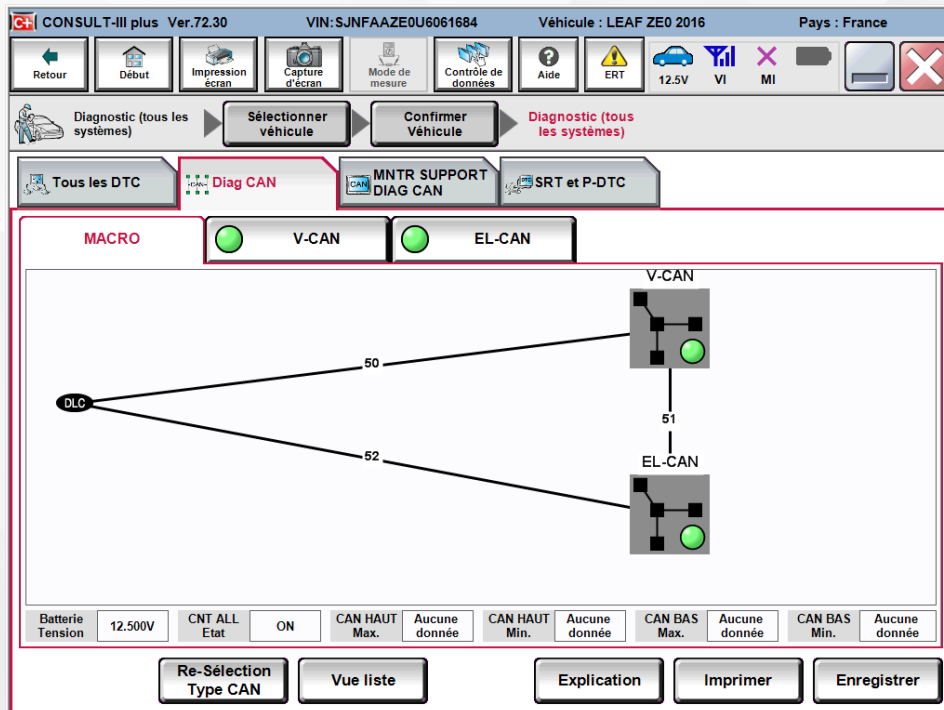 C+ CONSULT-III plus Ver.72.30 VIN:SJNFAAZE0U6061684 Véhicule : LEAF ZE0 2016 Pays : France
Retour
Début
Impression écran
Capture d'écran
Mode de mesure
Contrôle de données
Aide
ERT
12.5V
VI
MI
Diagnostic (tous les
systèmes)
Sélectionner
véhicule
Confirmer
Véhicule
Diagnostic (tous
les systèmes)
Tous les DTC
Diag CAN
CAN
MNTR SUPPORT
DIAG CAN
SRT et P-DTC
MACRO
V-CAN
EL-CAN
V-CAN
50
DLC
51
52
EL-CAN
Batterie
Tension
12.500V
CNT ALL
Etat
ON
CAN HAUT
Max.
Aucune
donnée
CAN HAUT
Min.
Aucune
donnée
CAN BAS
Max.
Aucune
donnée
CAN BAS
Min.
Aucune
donnée
Re-Sélection
Type CAN
Vue liste
Explication
Imprimer
Enregistrer